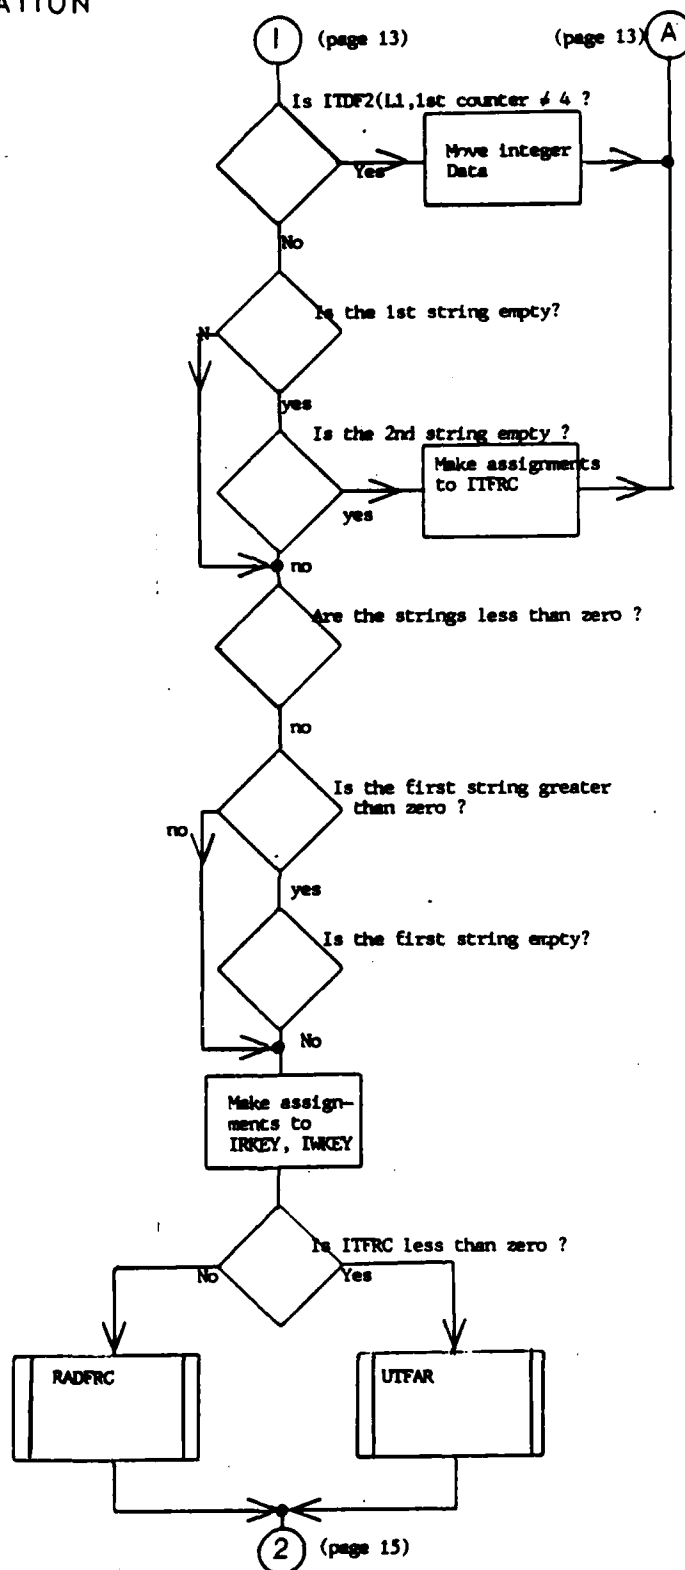 ATION
1 (page 13) (page 13) A
Is ITDF2(L1,1st counter ≠ 4 ?
Yes
Move integer
Data
No
Is the 1st string empty?
N
yes
Is the 2nd string empty ?
Make assignments
to ITFRC
yes
no
Are the strings less than zero ?
no
Is the first string greater
than zero ?
no
yes
Is the first string empty?
No
Make assign-
ments to
IRKEY, IWKEY
Is ITFRC less than zero ?
No Yes
RADFRC UTFAR
2 (page 15)